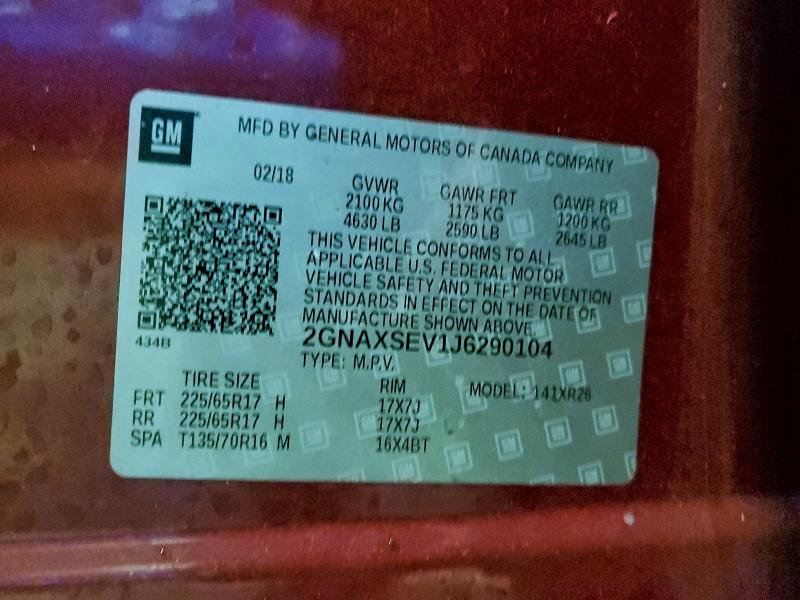 GM
MFD BY GENERAL MOTORS OF CANADA COMPANY
02/18
GVWR GAWR FRT GAWR RR
2100 KG 1175 KG 1200 KG
4630 LB 2590 LB 2645 LB
THIS VEHICLE CONFORMS TO ALL
APPLICABLE U.S. FEDERAL MOTOR
VEHICLE SAFETY AND THEFT PREVENTION
STANDARDS IN EFFECT ON THE DATE OF
MANUFACTURE SHOWN ABOVE.
434B
2GNAXSEV1J6290104
TYPE: M.P.V.
TIRE SIZE RIM MODEL: 141XR26
FRT 225/65R17 H 17X7J
RR 225/65R17 H 17X7J
SPA T135/70R16 M 16X4BT